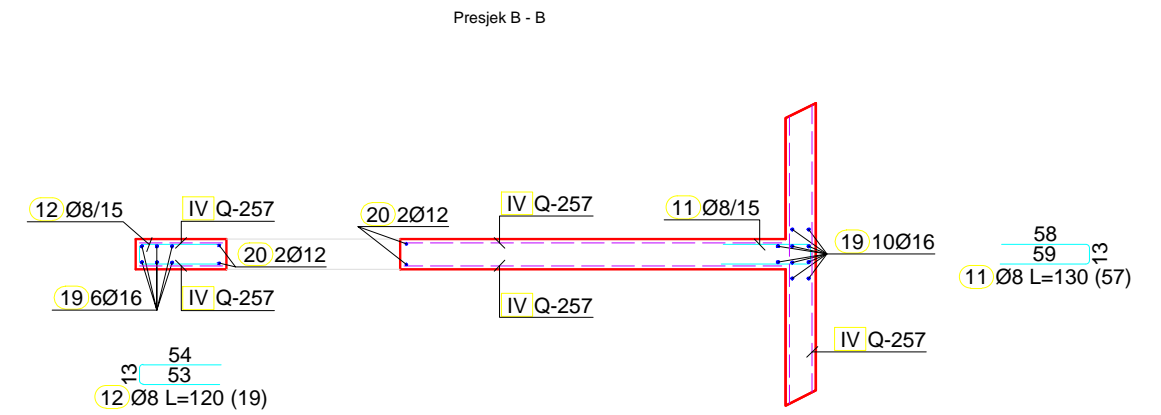 Presjek B - B
12 Ø8/15
IV Q-257
20 2Ø12
IV Q-257
11 Ø8/15
20 2Ø12
19 10Ø16
58
59
13
11 Ø8 L=130 (57)
19 6Ø16
IV Q-257
IV Q-257
IV Q-257
54
53
13
12 Ø8 L=120 (19)